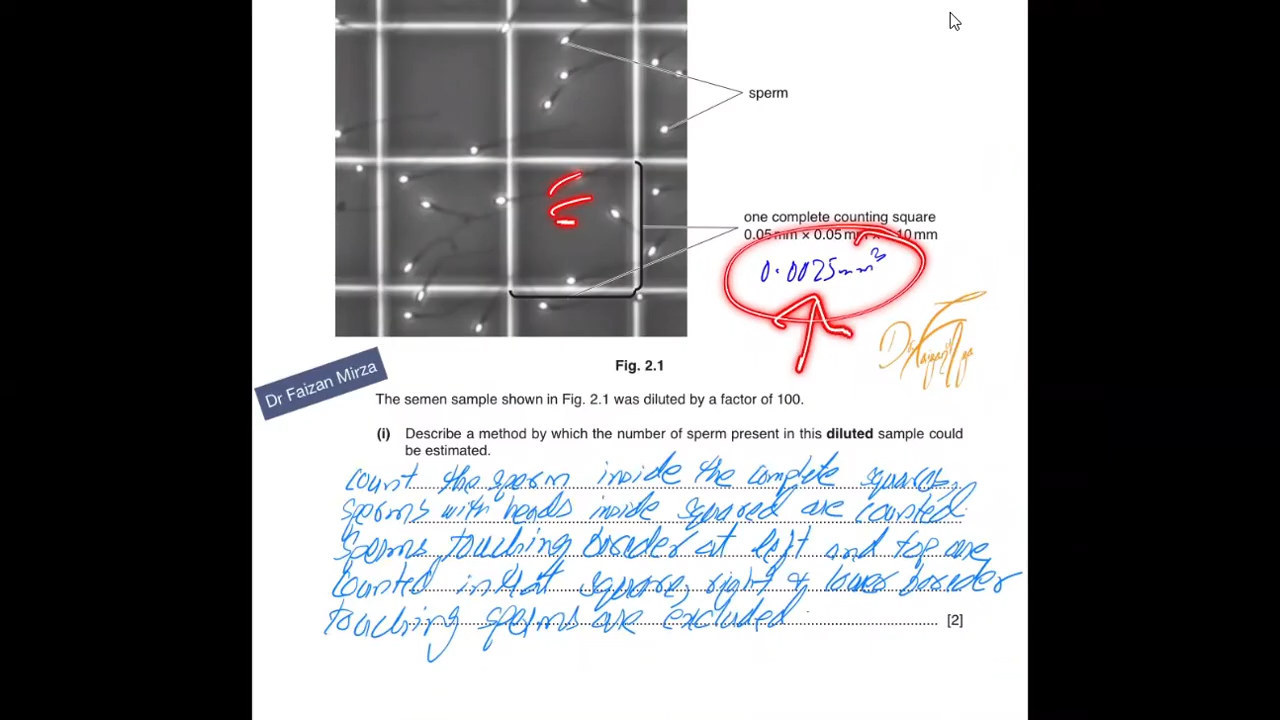 sperm
one complete counting square
0.05 mm × 0.05 mm × 10 mm
0.0025mm³
Fig. 2.1
Dr Faizan Mirza
The semen sample shown in Fig. 2.1 was diluted by a factor of 100.
(i) Describe a method by which the number of sperm present in this diluted sample could
be estimated.
count the sperm inside the complete squares,
sperms with heads inside squared are counted.
sperms touching boreder at left and top are
counted in that square, right & lower boreder
touching sperms are excluded.
[2]